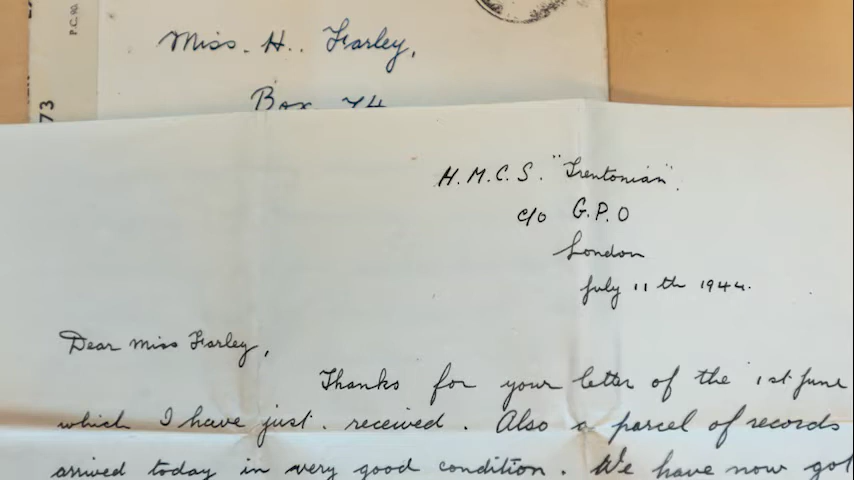 P.C. 90.
73
Miss. H. Farley,
Box 74
H.M.C.S. "Trentonian".
c/o G.P.O
London
July 11th 1944.
Dear Miss Farley,
Thanks for your letter of the 1st June
which I have just. received. Also a parcel of records
arrived today in very good condition. We have now got